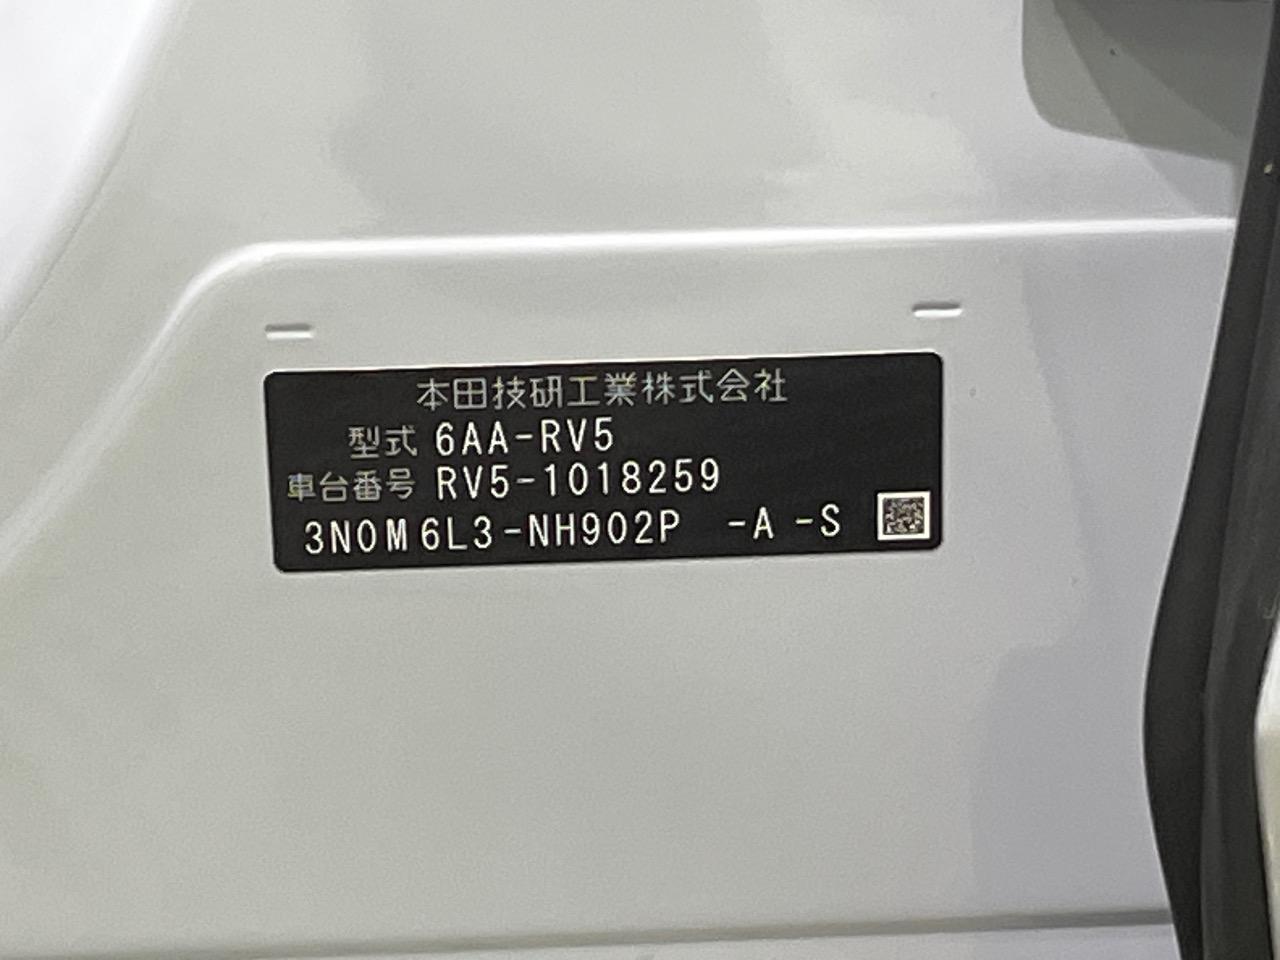 本田技研工業株式会社
型式 6AA-RV5
車台番号 RV5-1018259
3N0M6L3-NH902P -A -S